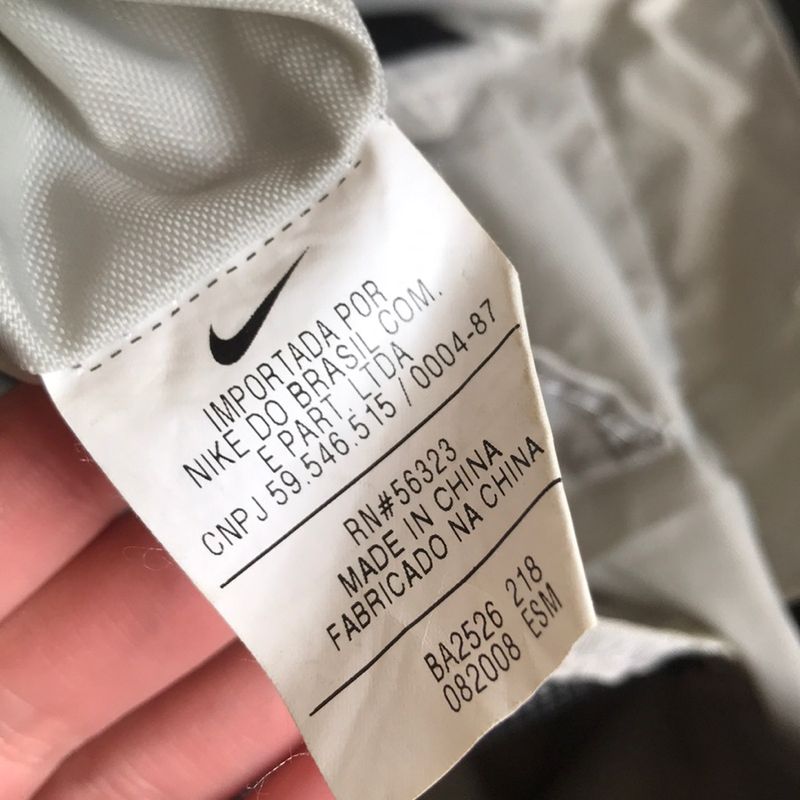 IMPORTADA POR
NIKE DO BRASIL COM.
E PART. LTDA
CNPJ 59.546.515 / 0004-87
RN#56323
MADE IN CHINA
FABRICADO NA CHINA
BA2526 218
082008 ESM